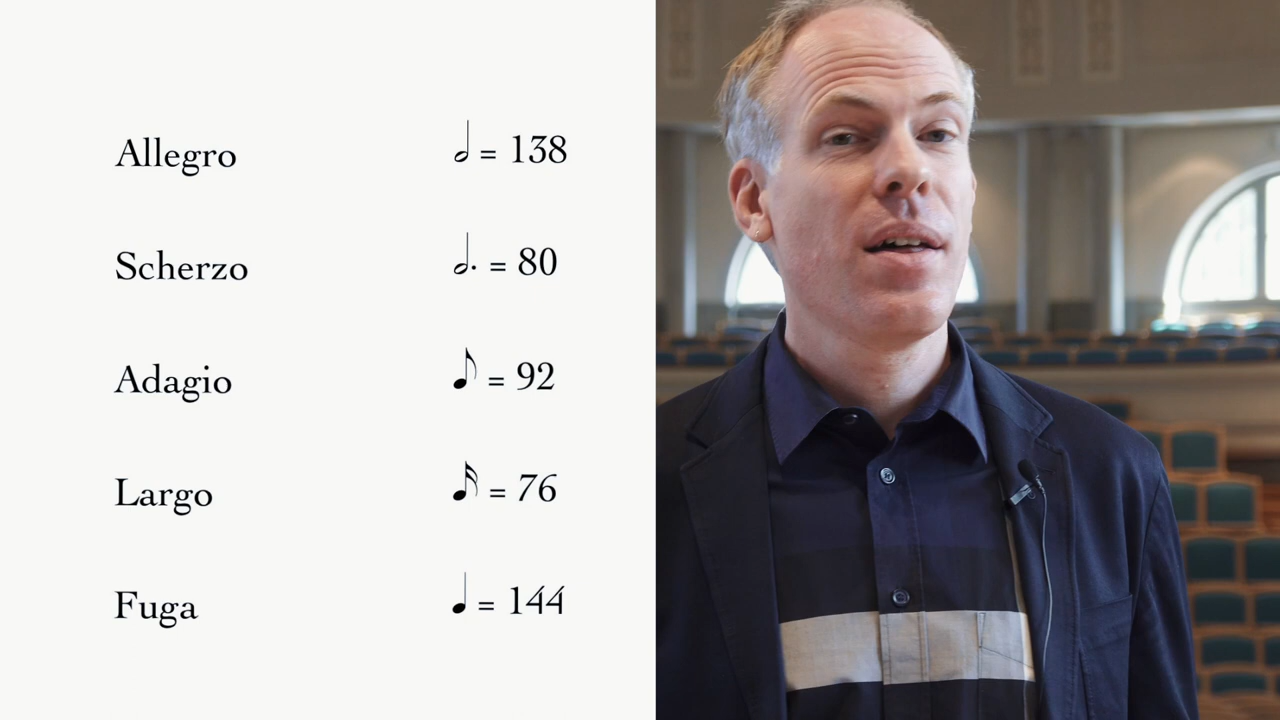 Allegro 𝅗𝅥 = 138
Scherzo 𝅗𝅥. = 80
Adagio ♪ = 92
Largo 𝅘𝅥𝅯 = 76
Fuga ♩ = 144